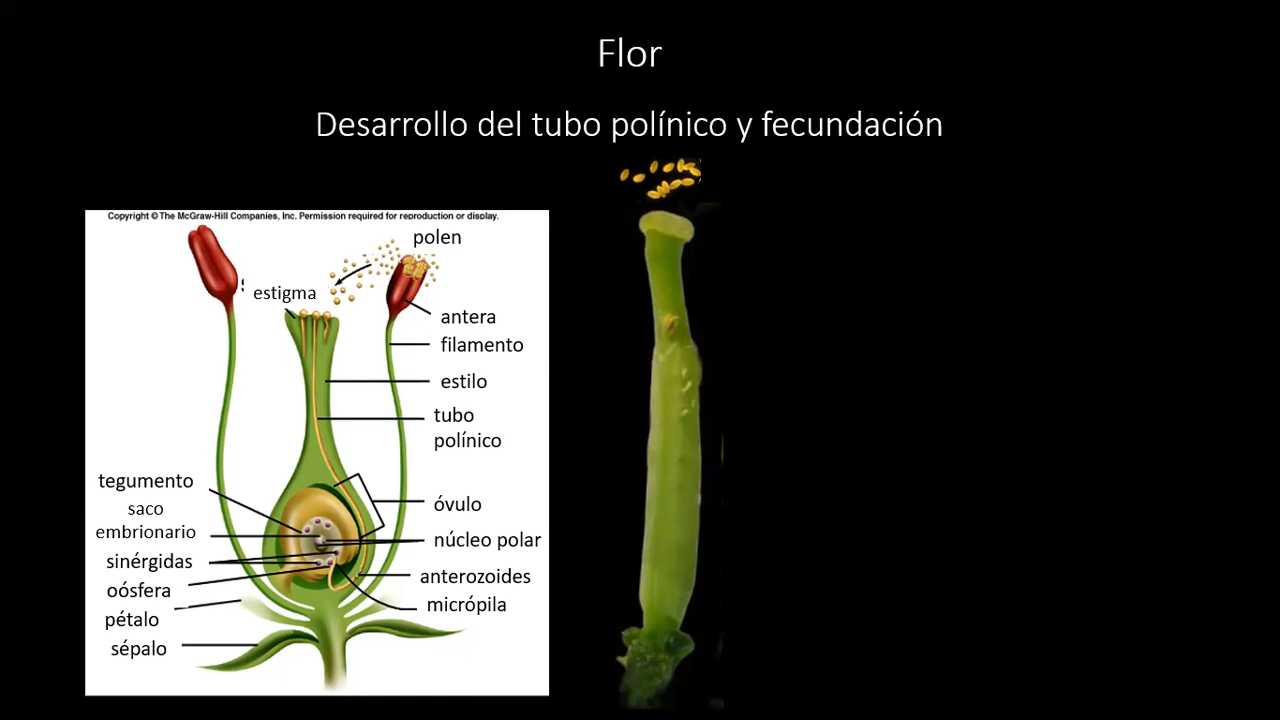 Flor
Desarrollo del tubo polínico y fecundación
Copyright © The McGraw-Hill Companies, Inc. Permission required for reproduction or display.
polen
estigma
antera
filamento
estilo
tubo
polínico
tegumento
saco
embrionario
óvulo
núcleo polar
sinérgidas
anterozoides
oósfera
micrópila
pétalo
sépalo